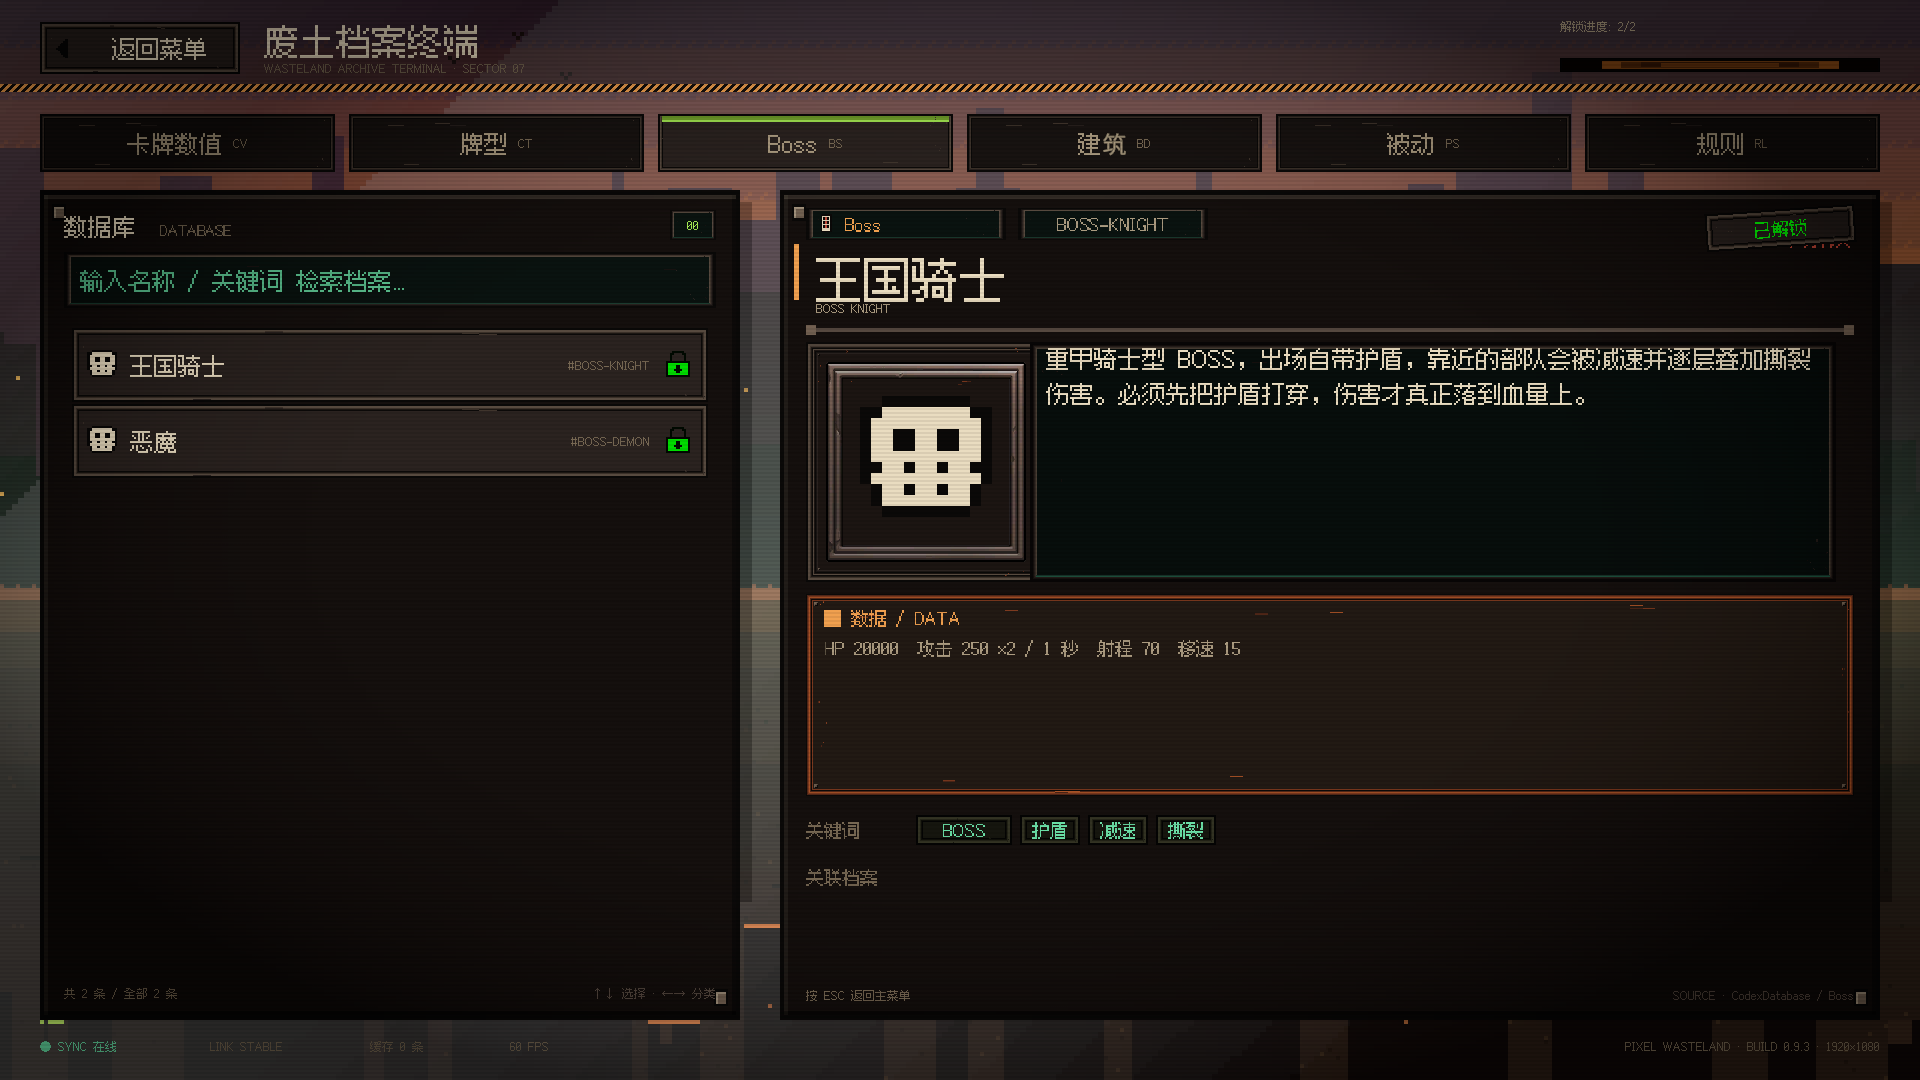 返回菜单
废土档案终端
WASTELAND ARCHIVE TERMINAL · SECTOR 07
解锁进度: 2/2
卡牌数值 CV
牌型 CT
Boss BS
建筑 BD
被动 PS
规则 RL
数据库 DATABASE
00
输入名称 / 关键词 检索档案…
王国骑士 #BOSS-KNIGHT
恶魔 #BOSS-DEMON
共 2 条 / 全部 2 条
↑↓ 选择 · ←→ 分类
Boss
BOSS-KNIGHT
已解锁
王国骑士
BOSS KNIGHT
重甲骑士型 BOSS，出场自带护盾，靠近的部队会被减速并逐层叠加撕裂
伤害。必须先把护盾打穿，伤害才真正落到血量上。
数据 / DATA
HP 20000 攻击 250 ×2 / 1 秒 射程 70 移速 15
关键词 BOSS 护盾 减速 撕裂
关联档案
按 ESC 返回主菜单
SOURCE · CodexDatabase / Boss
SYNC 在线
LINK STABLE
缓存 0 条
60 FPS
PIXEL WASTELAND · BUILD 0.9.3 · 1920×1080